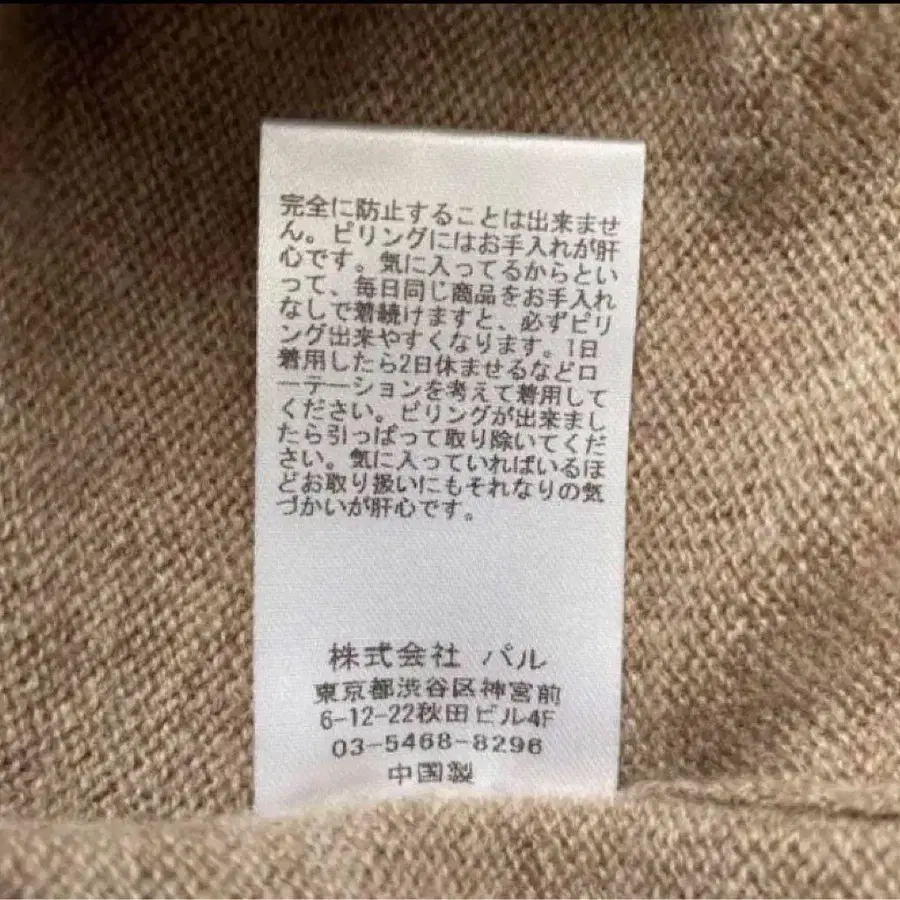 完全に防止することは出来ませ
ん。ピリングにはお手入れが肝
心です。気に入ってるからとい
って、毎日同じ商品をお手入れ
なしで着続けますと、必ずピリ
ング出来やすくなります。1日
着用したら2日休ませるなどロ
ーテーションを考えて着用して
ください。ピリングが出来まし
たら引っぱって取り除いてくだ
さい。気に入っていればいるほ
どお取り扱いにもそれなりの気
づかいが肝心です。
株式会社 パル
東京都渋谷区神宮前
6-12-22秋田ビル4F
03-5468-8296
中国製